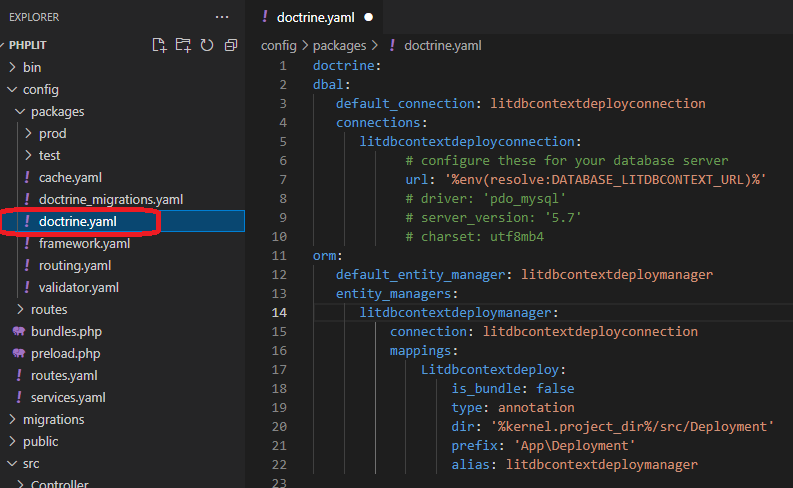 EXPLORER ...
PHPLIT
bin
config
packages
prod
test
cache.yaml
doctrine_migrations.yaml
doctrine.yaml
framework.yaml
routing.yaml
validator.yaml
routes
bundles.php
preload.php
routes.yaml
services.yaml
migrations
public
src
Controller
! doctrine.yaml ●
config > packages > ! doctrine.yaml
1 doctrine:
2 dbal:
3 default_connection: litdbcontextdeployconnection
4 connections:
5 litdbcontextdeployconnection:
6 # configure these for your database server
7 url: '%env(resolve:DATABASE_LITDBCONTEXT_URL)%'
8 # driver: 'pdo_mysql'
9 # server_version: '5.7'
10 # charset: utf8mb4
11 orm:
12 default_entity_manager: litdbcontextdeploymanager
13 entity_managers:
14 litdbcontextdeploymanager:
15 connection: litdbcontextdeployconnection
16 mappings:
17 Litdbcontextdeploy:
18 is_bundle: false
19 type: annotation
20 dir: '%kernel.project_dir%/src/Deployment'
21 prefix: 'App\Deployment'
22 alias: litdbcontextdeploymanager
23